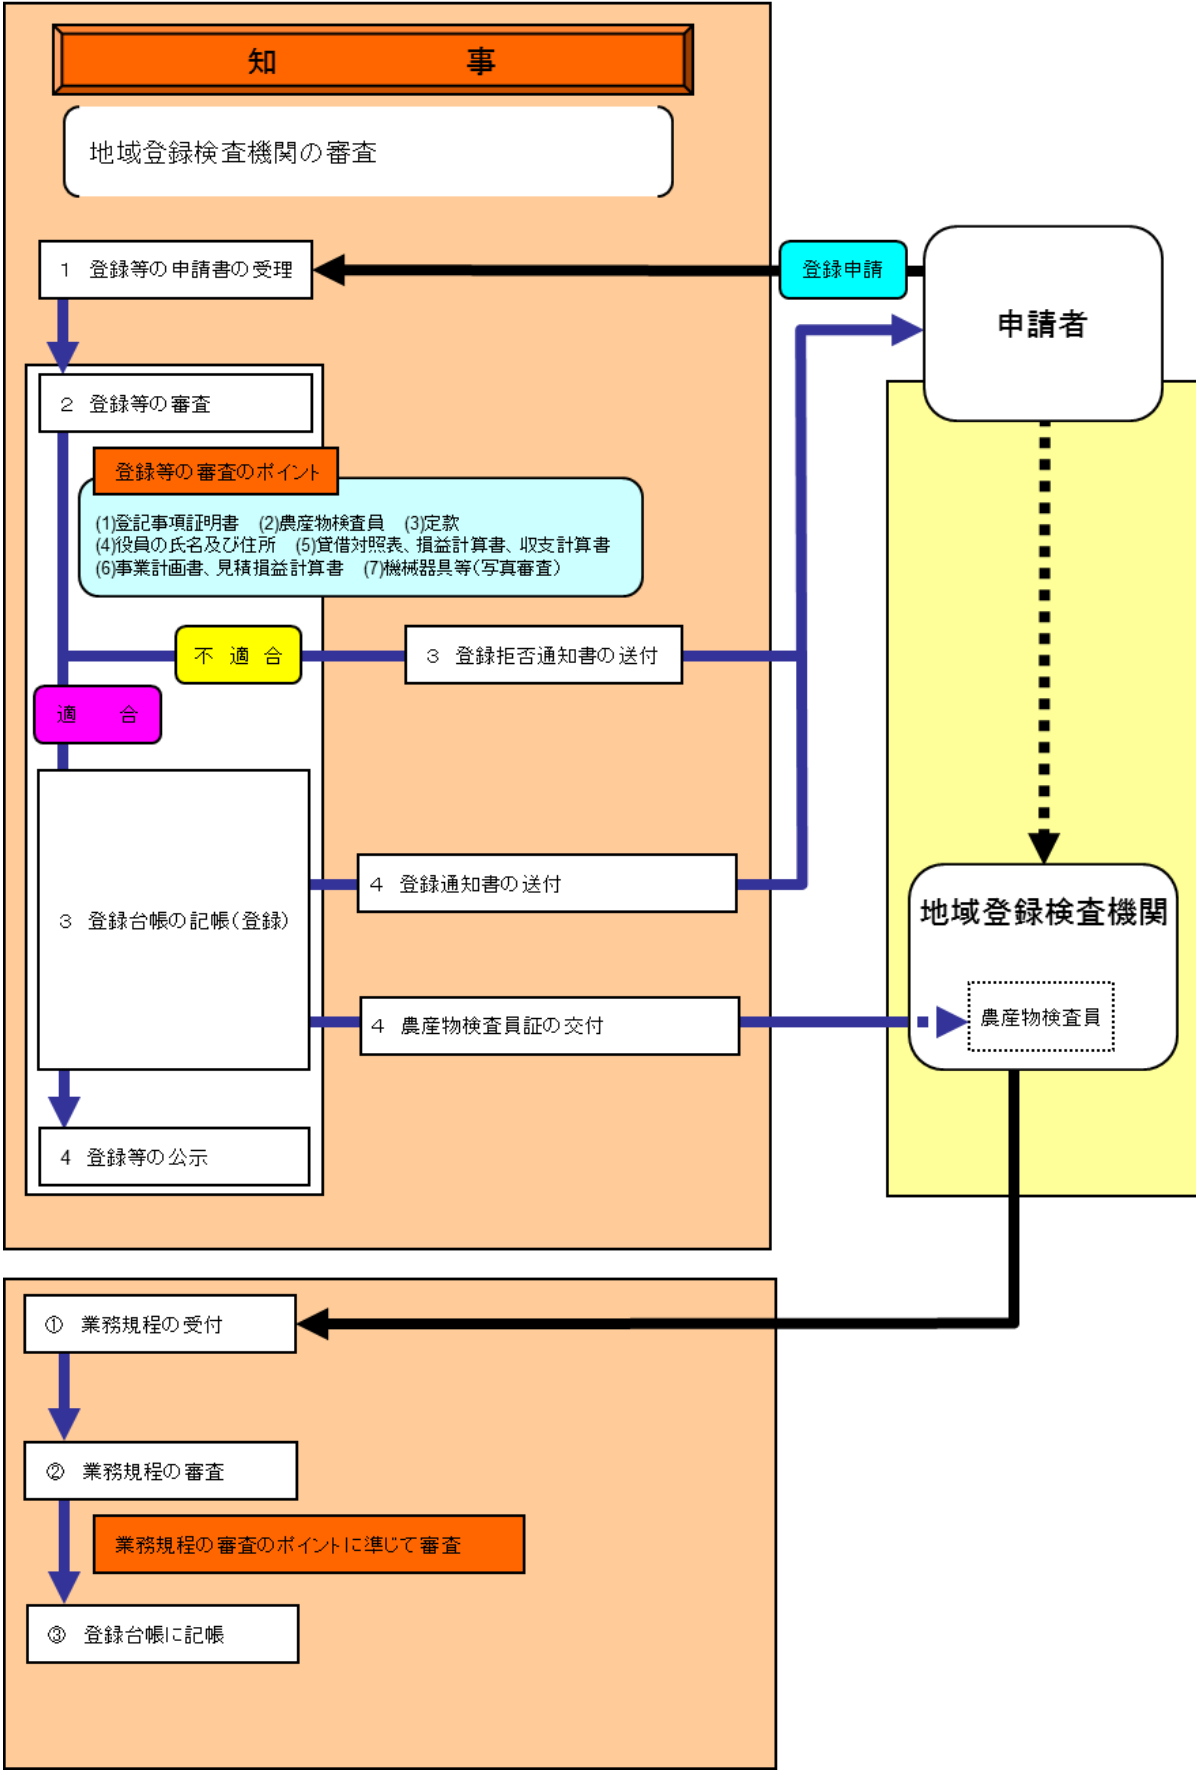 知　事
地域登録検査機関の審査
1　登録等の申請書の受理
登録申請
申請者
2　登録等の審査
登録等の審査のポイント
(1)登記事項証明書　(2)農産物検査員　(3)定款
(4)役員の氏名及び住所　(5)貸借対照表、損益計算書、収支計算書
(6)事業計画書、見積損益計算書　(7)機械器具等（写真審査）
不 適 合
3　登録拒否通知書の送付
適　合
3　登録台帳の記帳（登録）
4　登録通知書の送付
地域登録検査機関
4　農産物検査員証の交付
農産物検査員
4　登録等の公示
①　業務規程の受付
②　業務規程の審査
業務規程の審査のポイントに準じて審査
③　登録台帳に記帳